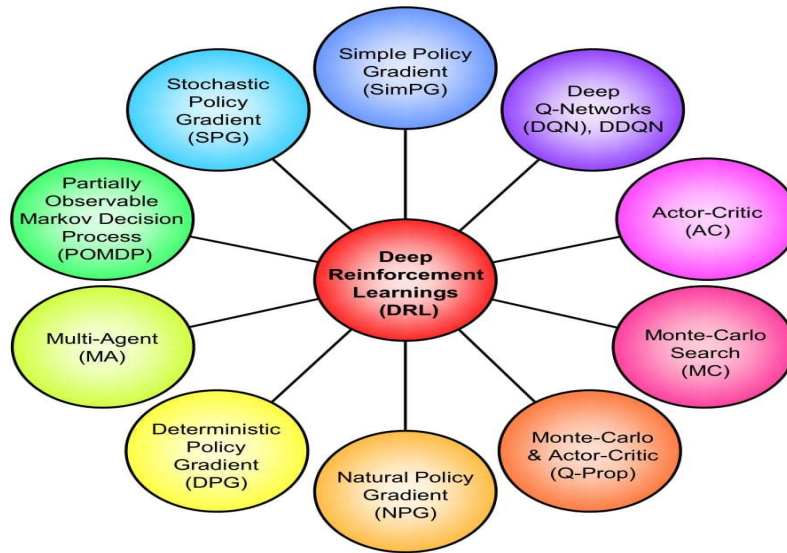 Simple Policy
Gradient
(SimPG)
Deep
Q-Networks
(DQN), DDQN
Actor-Critic
(AC)
Monte-Carlo
Search
(MC)
Monte-Carlo
& Actor-Critic
(Q-Prop)
Natural Policy
Gradient
(NPG)
Deterministic
Policy
Gradient
(DPG)
Multi-Agent
(MA)
Partially
Observable
Markov Decision
Process
(POMDP)
Stochastic
Policy
Gradient
(SPG)
Deep
Reinforcement
Learnings
(DRL)